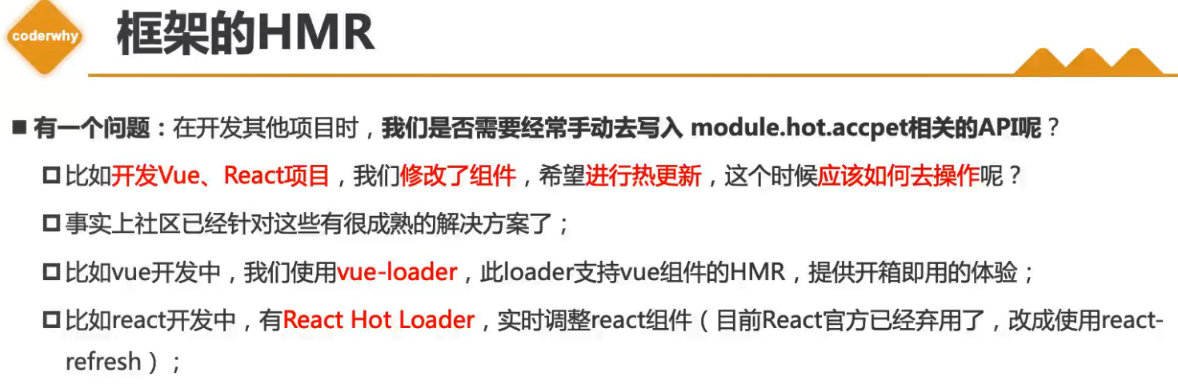 coderwhy
框架的HMR
■ 有一个问题：在开发其他项目时，我们是否需要经常手动去写入 module.hot.accpet相关的API呢？
比如开发Vue、React项目，我们修改了组件，希望进行热更新，这个时候应该如何去操作呢？
事实上社区已经针对这些有很成熟的解决方案了；
比如vue开发中，我们使用vue-loader，此loader支持vue组件的HMR，提供开箱即用的体验；
比如react开发中，有React Hot Loader，实时调整react组件（目前React官方已经弃用了，改成使用react-
refresh）；